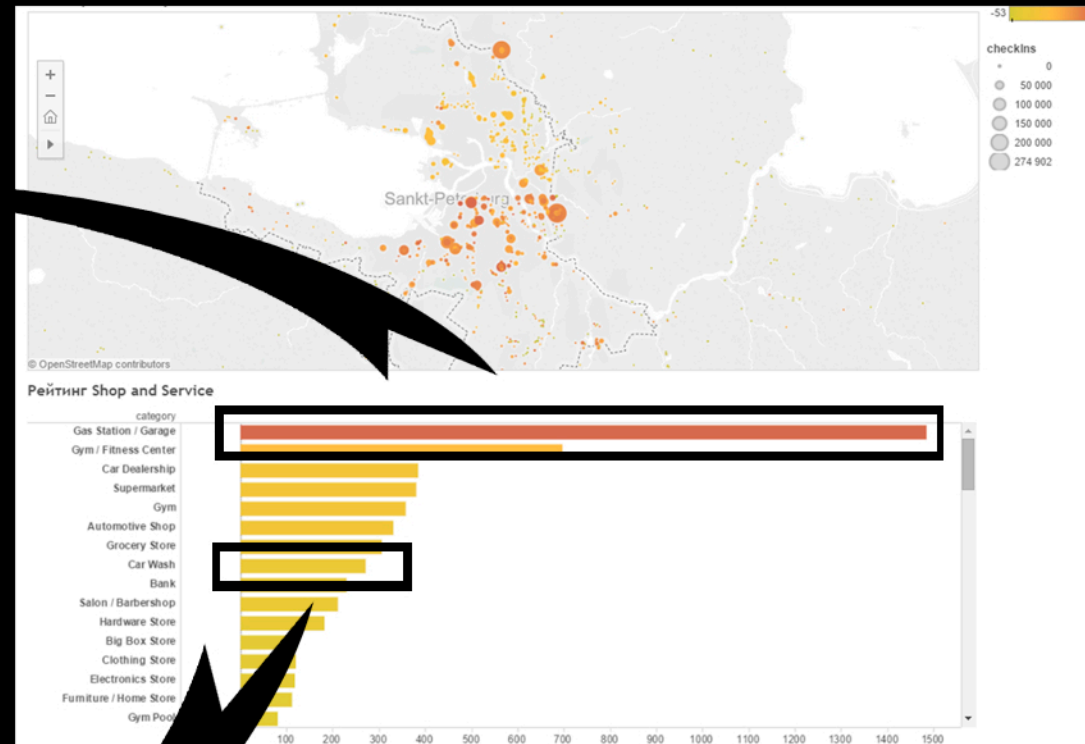 -53
checkIns
0
50 000
100 000
150 000
200 000
274 902
+
−
© OpenStreetMap contributors
Рейтинг Shop and Service
category
Gas Station / Garage
Gym / Fitness Center
Car Dealership
Supermarket
Gym
Automotive Shop
Grocery Store
Car Wash
Bank
Salon / Barbershop
Hardware Store
Big Box Store
Clothing Store
Electronics Store
Furniture / Home Store
Gym Pool
100 200 300 400 500 600 700 800 900 1000 1100 1200 1300 1400 1500